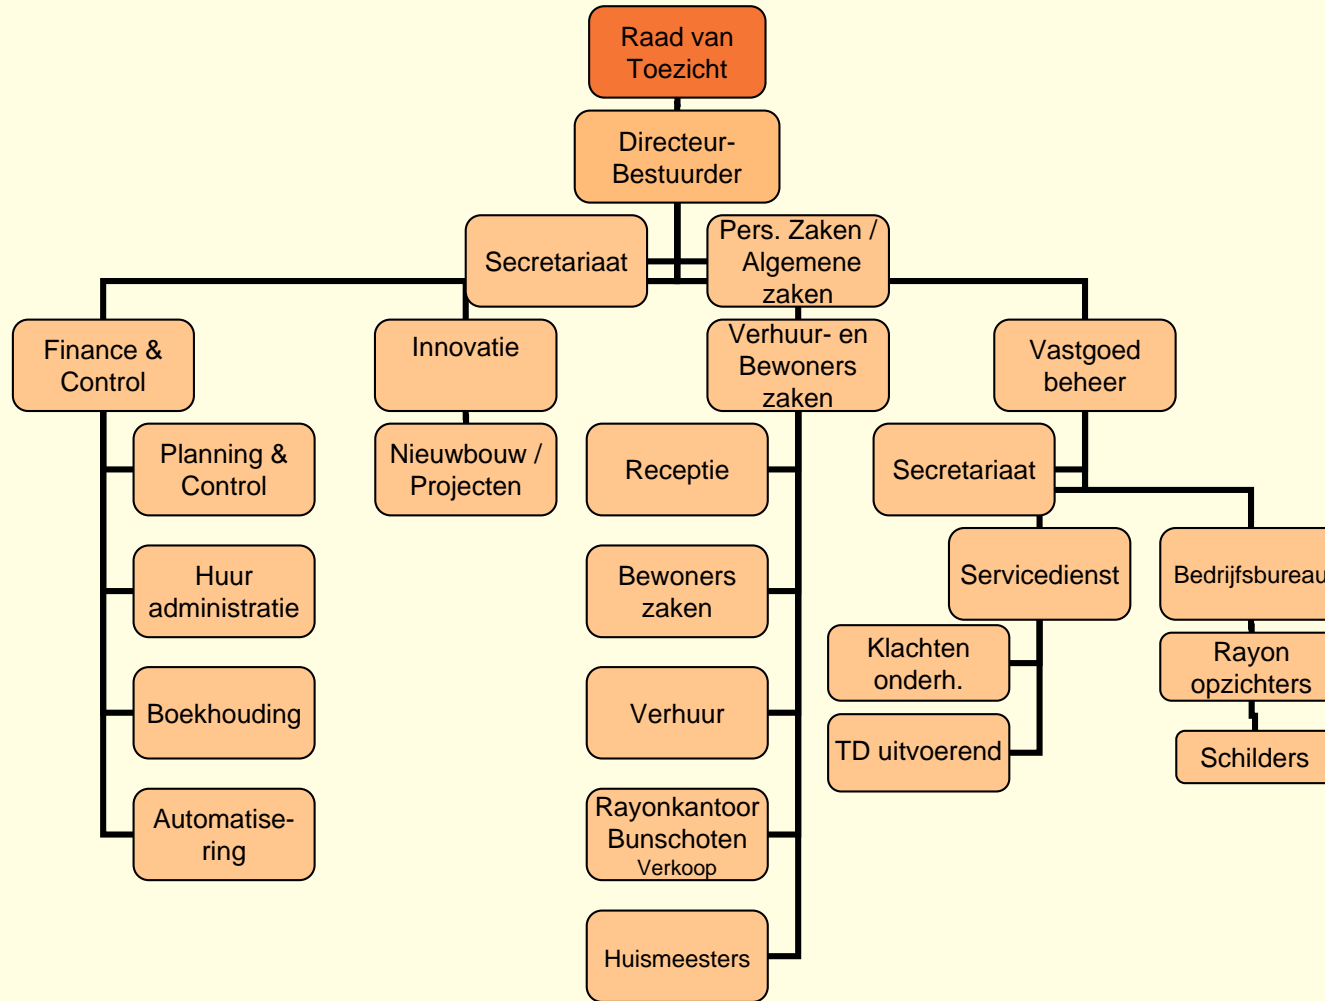 Raad van
Toezicht
Directeur-
Bestuurder
Secretariaat
Pers. Zaken /
Algemene
zaken
Finance &
Control
Innovatie
Verhuur- en
Bewoners
zaken
Vastgoed
beheer
Planning &
Control
Nieuwbouw /
Projecten
Receptie
Secretariaat
Huur
administratie
Bewoners
zaken
Servicedienst
Bedrijfsbureau
Klachten
onderh.
Rayon
opzichters
Boekhouding
Verhuur
TD uitvoerend
Schilders
Automatise-
ring
Rayonkantoor
Bunschoten
Verkoop
Huismeesters